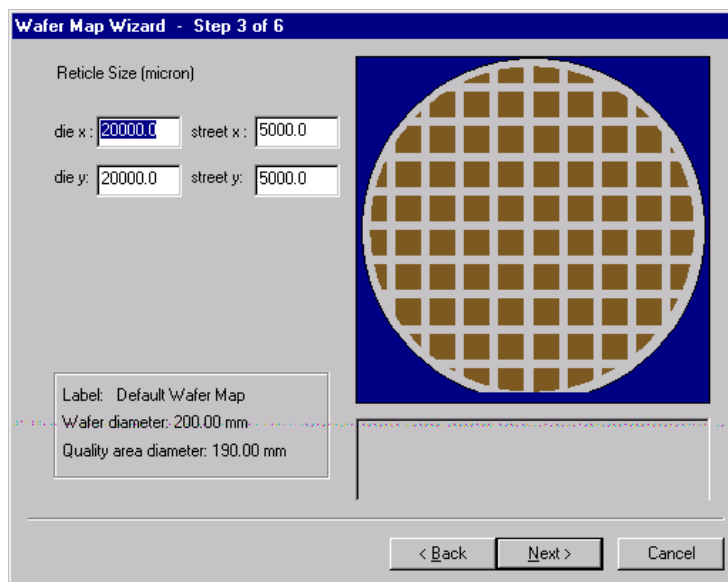 Wafer Map Wizard - Step 3 of 6
Reticle Size (micron)
die x : 20000.0 street x : 5000.0
die y: 20000.0 street y: 5000.0
Label: Default Wafer Map
Wafer diameter: 200.00 mm
Quality area diameter: 190.00 mm
< Back Next > Cancel